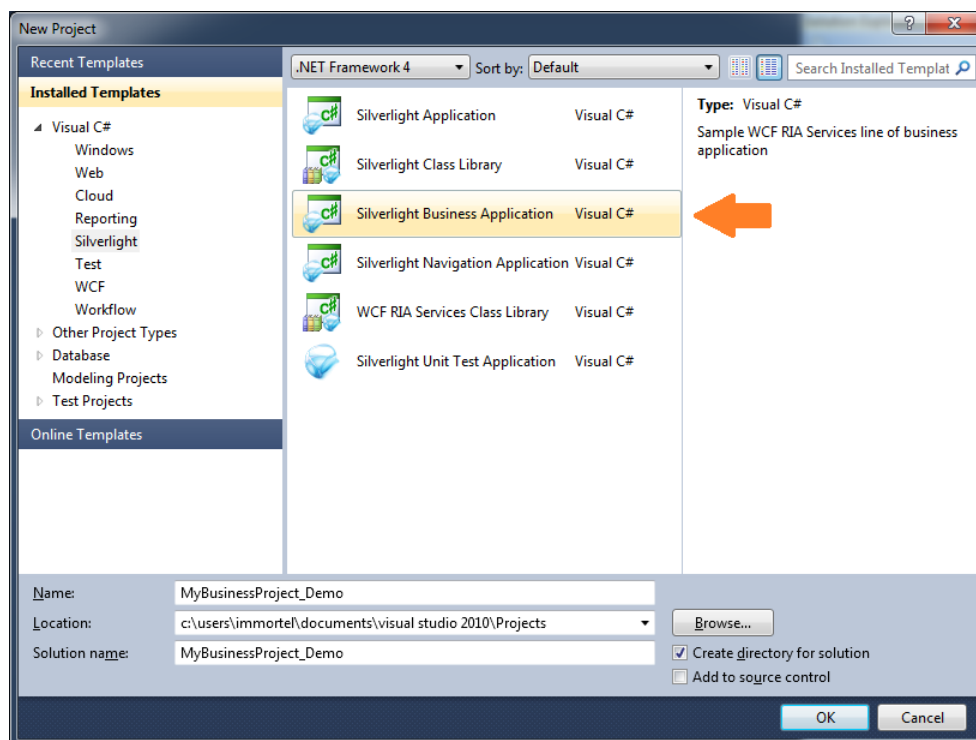 New Project
Recent Templates
Installed Templates
Visual C#
Windows
Web
Cloud
Reporting
Silverlight
Test
WCF
Workflow
Other Project Types
Database
Modeling Projects
Test Projects
Online Templates
.NET Framework 4 Sort by: Default Search Installed Templat
Silverlight Application Visual C#
Silverlight Class Library Visual C#
Silverlight Business Application Visual C#
Silverlight Navigation Application Visual C#
WCF RIA Services Class Library Visual C#
Silverlight Unit Test Application Visual C#
Type: Visual C#
Sample WCF RIA Services line of business
application
Name: MyBusinessProject_Demo
Location: c:\users\immortel\documents\visual studio 2010\Projects Browse...
Solution name: MyBusinessProject_Demo
Create directory for solution
Add to source control
OK Cancel